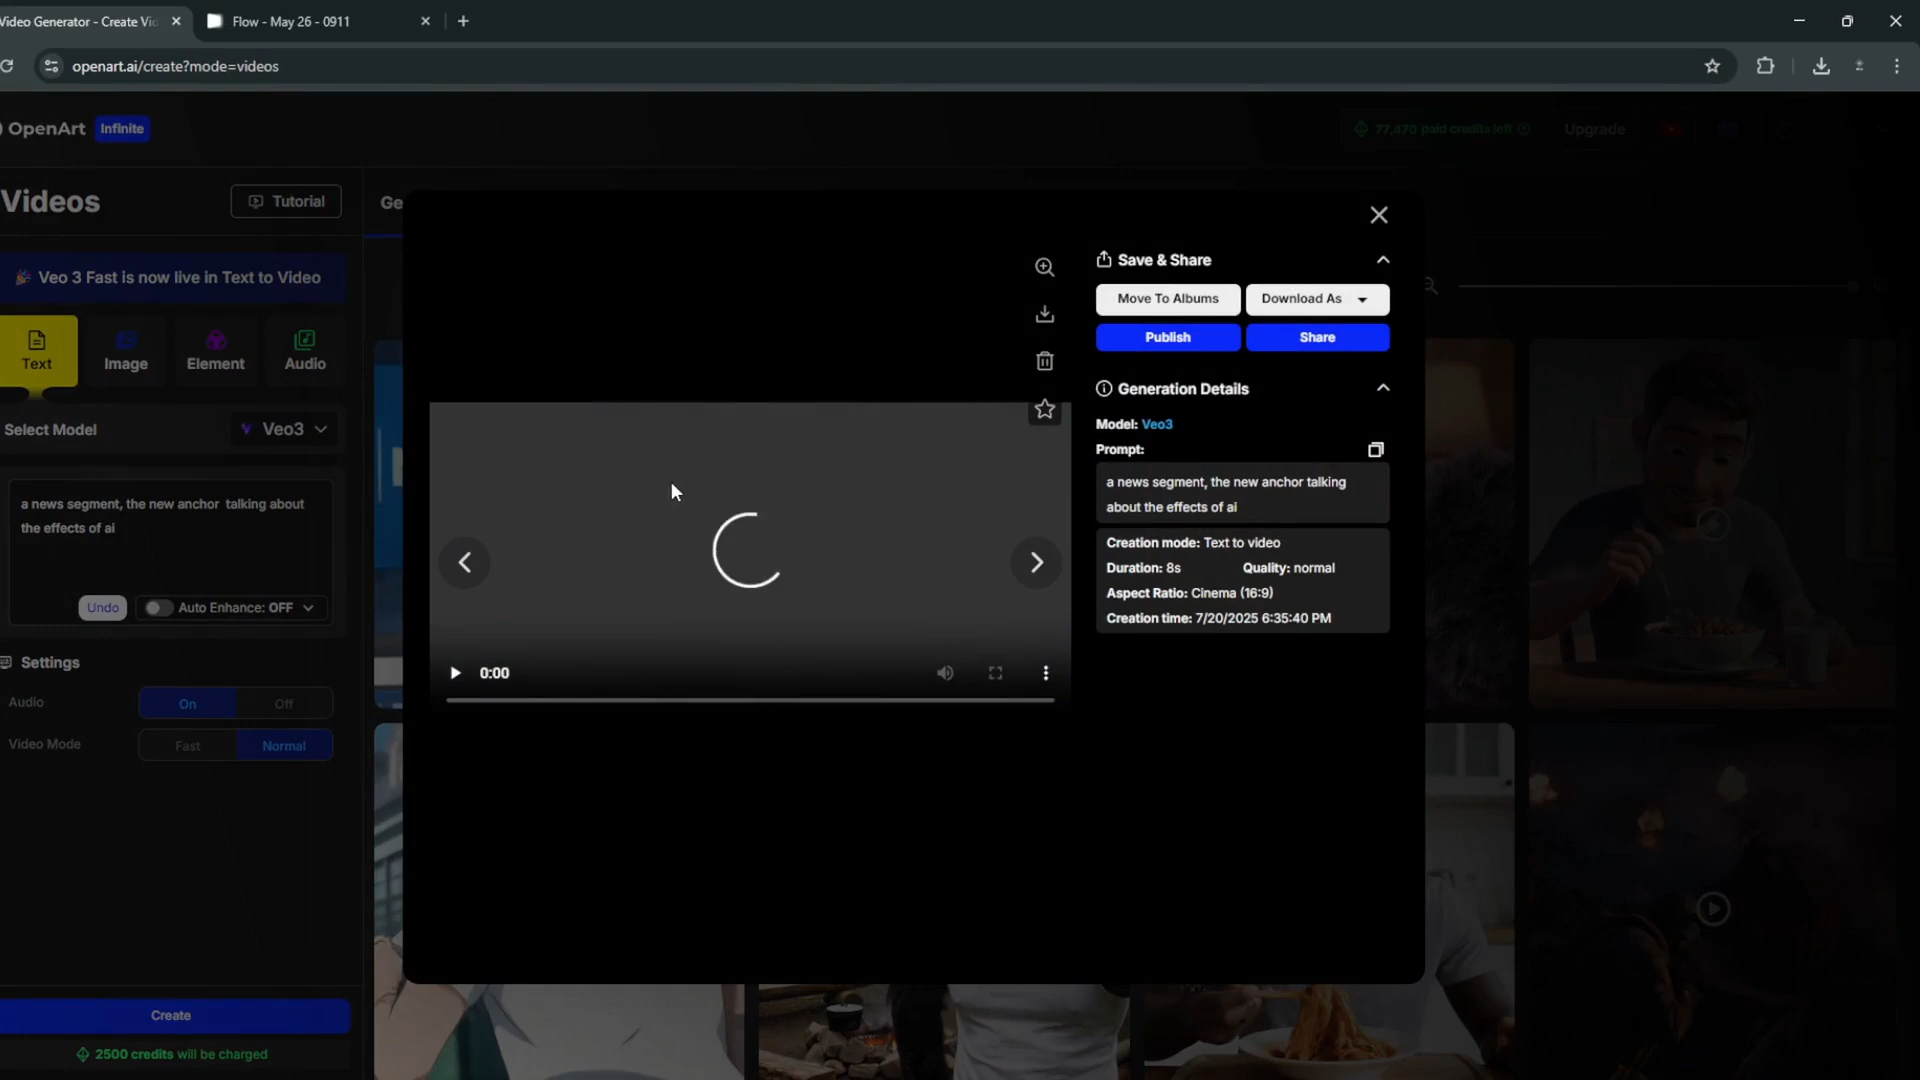 Video Generator - Create Vi
Flow - May 26 - 0911
openart.ai/create?mode=videos
OpenArt Infinite
77,470 paid credits left
Upgrade
Videos
Tutorial
Ge
Veo 3 Fast is now live in Text to Video
Text
Image
Element
Audio
Select Model
Veo3
a news segment, the new anchor talking about
the effects of ai
Undo
Auto Enhance: OFF
Settings
Audio
On
Off
Video Mode
Fast
Normal
Create
2500 credits will be charged
0:00
Save & Share
Move To Albums
Download As
Publish
Share
Generation Details
Model: Veo3
Prompt:
a news segment, the new anchor talking
about the effects of ai
Creation mode: Text to video
Duration: 8s
Quality: normal
Aspect Ratio: Cinema (16:9)
Creation time: 7/20/2025 6:35:40 PM